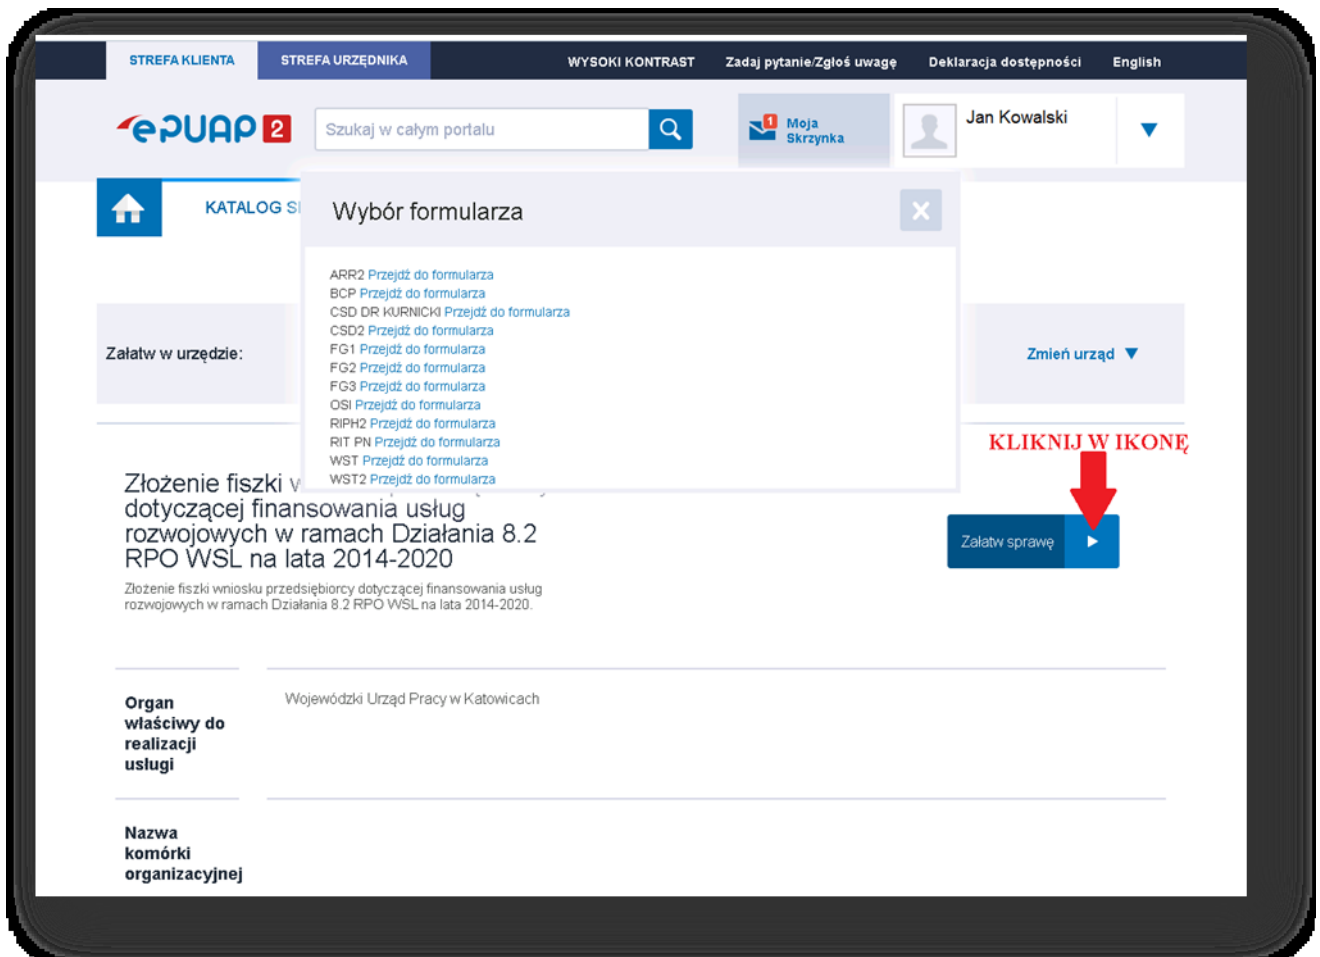 STREFA KLIENTA STREFA URZĘDNIKA WYSOKI KONTRAST Zadaj pytanie/Zgłoś uwagę Deklaracja dostępności English
ePUAP 2 Szukaj w całym portalu 1 Moja Skrzynka Jan Kowalski
KATALOG
Wybór formularza
ARR2 Przejdź do formularza
BCP Przejdź do formularza
CSD DR KURNICKI Przejdź do formularza
CSD2 Przejdź do formularza
FG1 Przejdź do formularza
FG2 Przejdź do formularza
FG3 Przejdź do formularza
OSI Przejdź do formularza
RIPH2 Przejdź do formularza
RIT PN Przejdź do formularza
WST Przejdź do formularza
WST2 Przejdź do formularza
Załatw w urzędzie:
Zmień urząd
KLIKNIJ W IKONĘ
Złożenie fiszki
dotyczącej finansowania usług
rozwojowych w ramach Działania 8.2
RPO WSL na lata 2014-2020
Załatw sprawę
Złożenie fiszki wniosku przedsiębiorcy dotyczącej finansowania usług
rozwojowych w ramach Działania 8.2 RPO WSL na lata 2014-2020.
Organ
właściwy do
realizacji
usługi
Wojewódzki Urząd Pracy w Katowicach
Nazwa
komórki
organizacyjnej